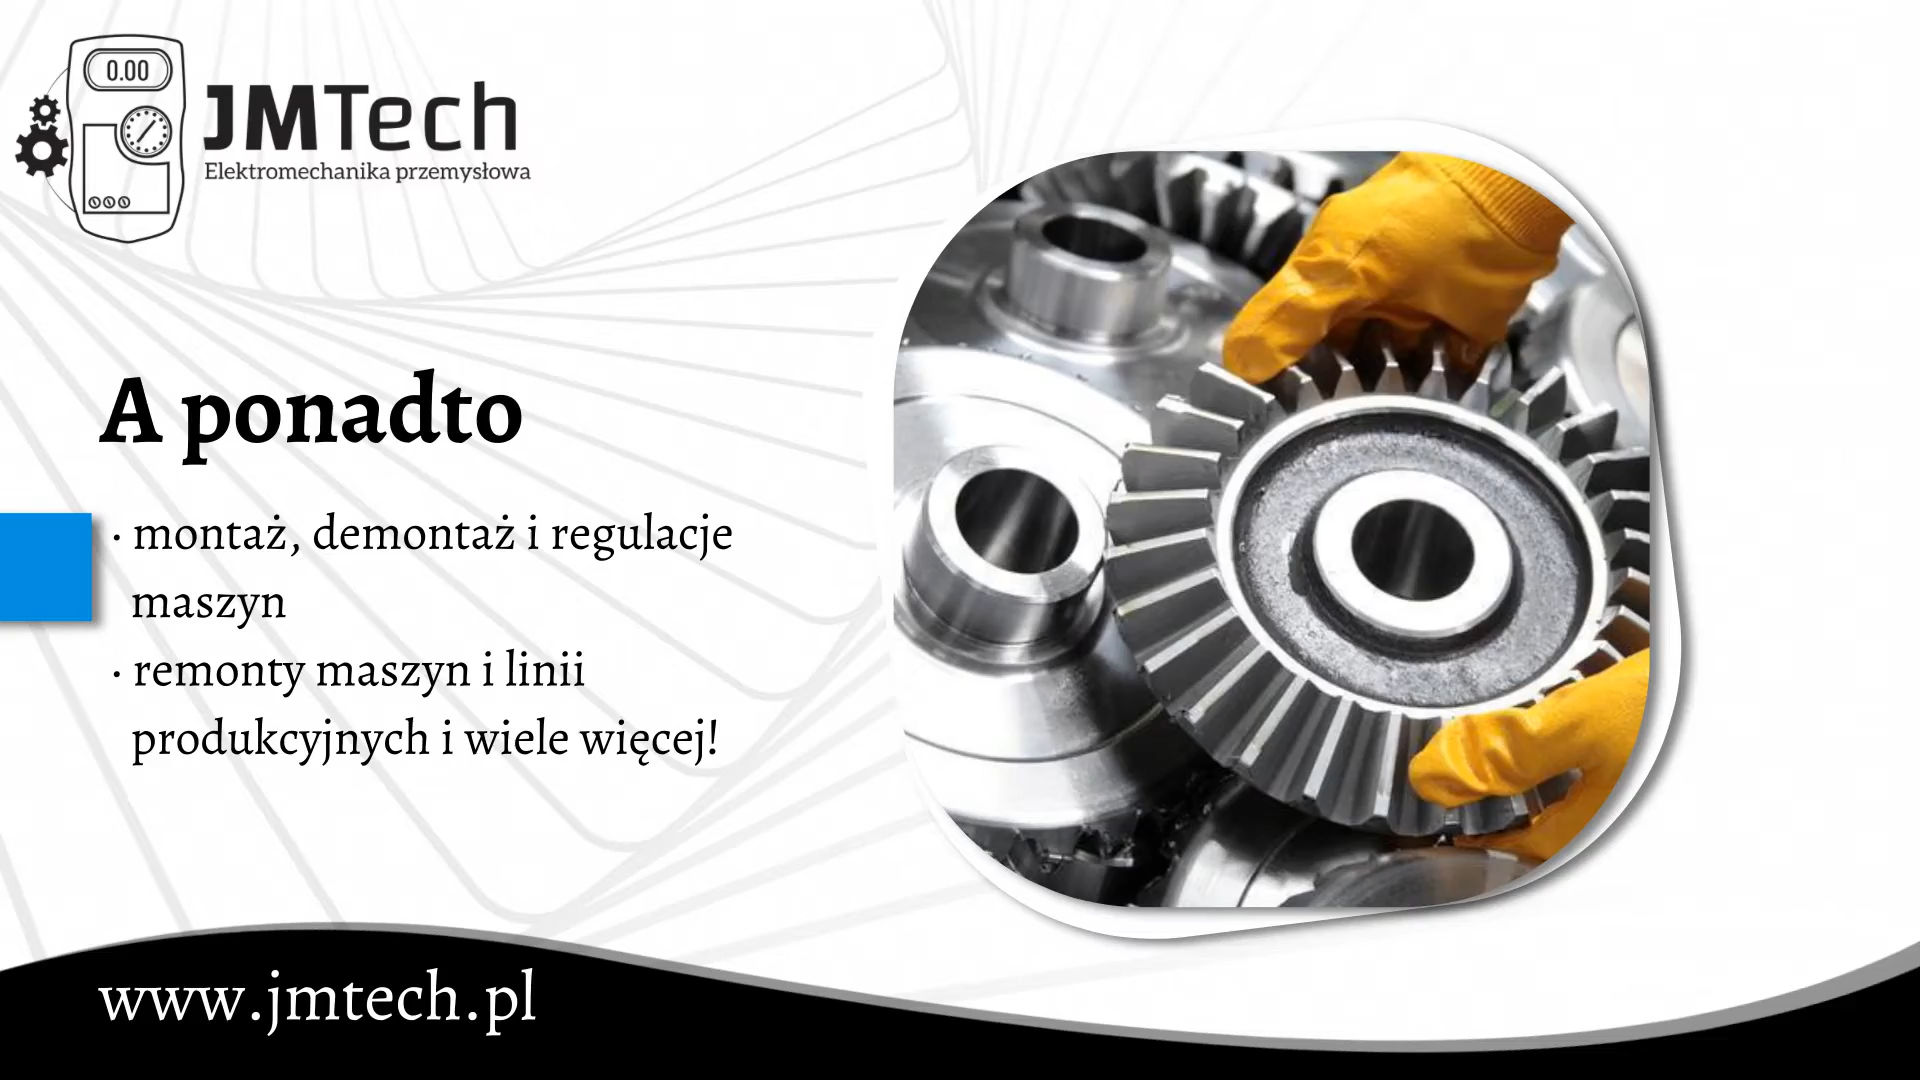 0.00
JMTech
Elektromechanika przemysłowa
A ponadto
· montaż, demontaż i regulacje
maszyn
· remonty maszyn i linii
produkcyjnych i wiele więcej!
www.jmtech.pl